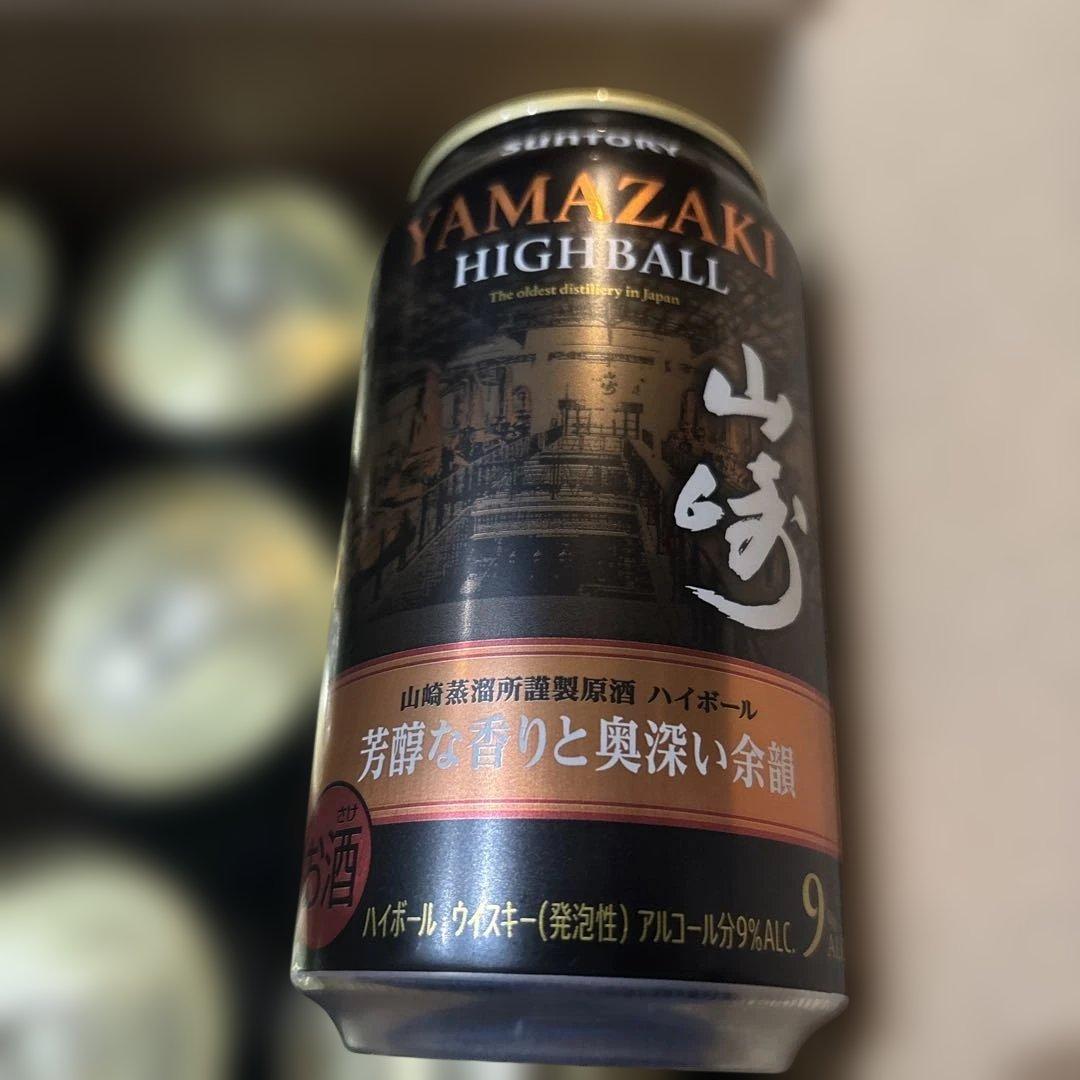 SUNTORY
YAMAZAKI
HIGHBALL
The oldest distillery in Japan
山崎
山崎蒸溜所謹製原酒 ハイボール
芳醇な香りと奥深い余韻
さけ
お酒
ハイボール ウイスキー(発泡性) アルコール分9%ALC. 9